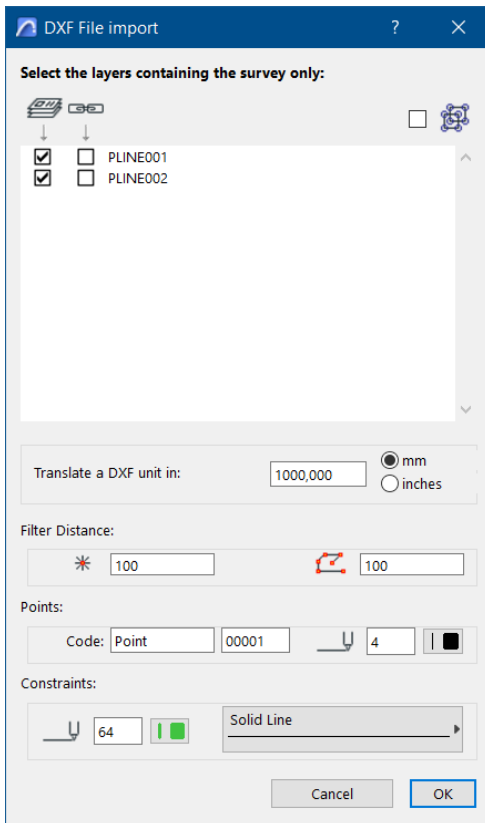 DXF File import
?
Select the layers containing the survey only:
PLINE001
PLINE002
Translate a DXF unit in:
1000,000
mm
inches
Filter Distance:
100
100
Points:
Code: Point 00001 4
Constraints:
64
Solid Line
Cancel OK